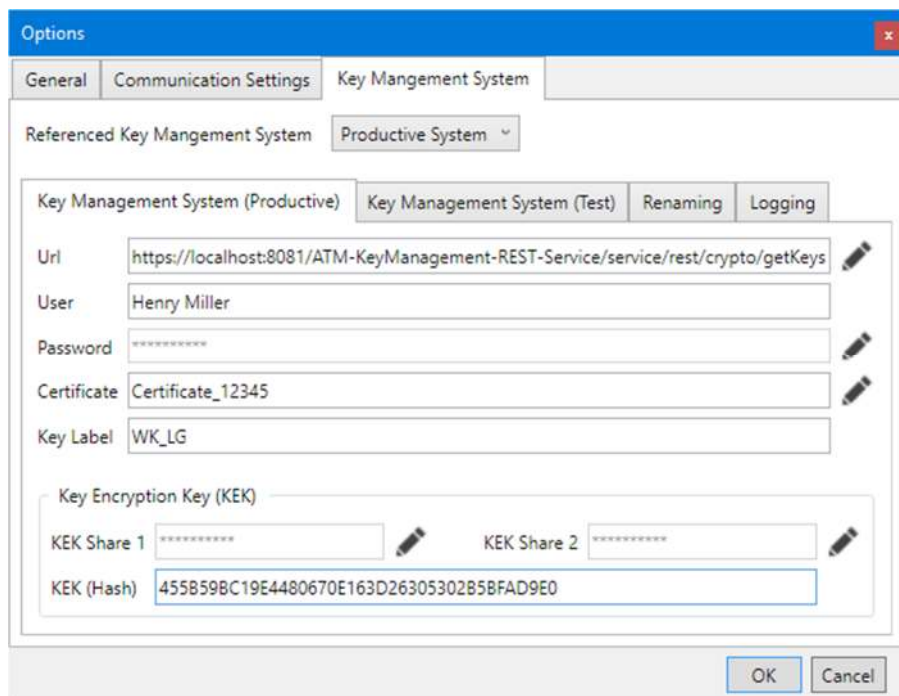 Options
x
General Communication Settings Key Mangement System
Referenced Key Mangement System Productive System
Key Management System (Productive) Key Management System (Test) Renaming Logging
Url https://localhost:8081/ATM-KeyManagement-REST-Service/service/rest/crypto/getKeys
User Henry Miller
Password **********
Certificate Certificate_12345
Key Label WK_LG
Key Encryption Key (KEK)
KEK Share 1 ********** KEK Share 2 **********
KEK (Hash) 455B59BC19E4480670E163D26305302B5BFAD9E0
OK Cancel